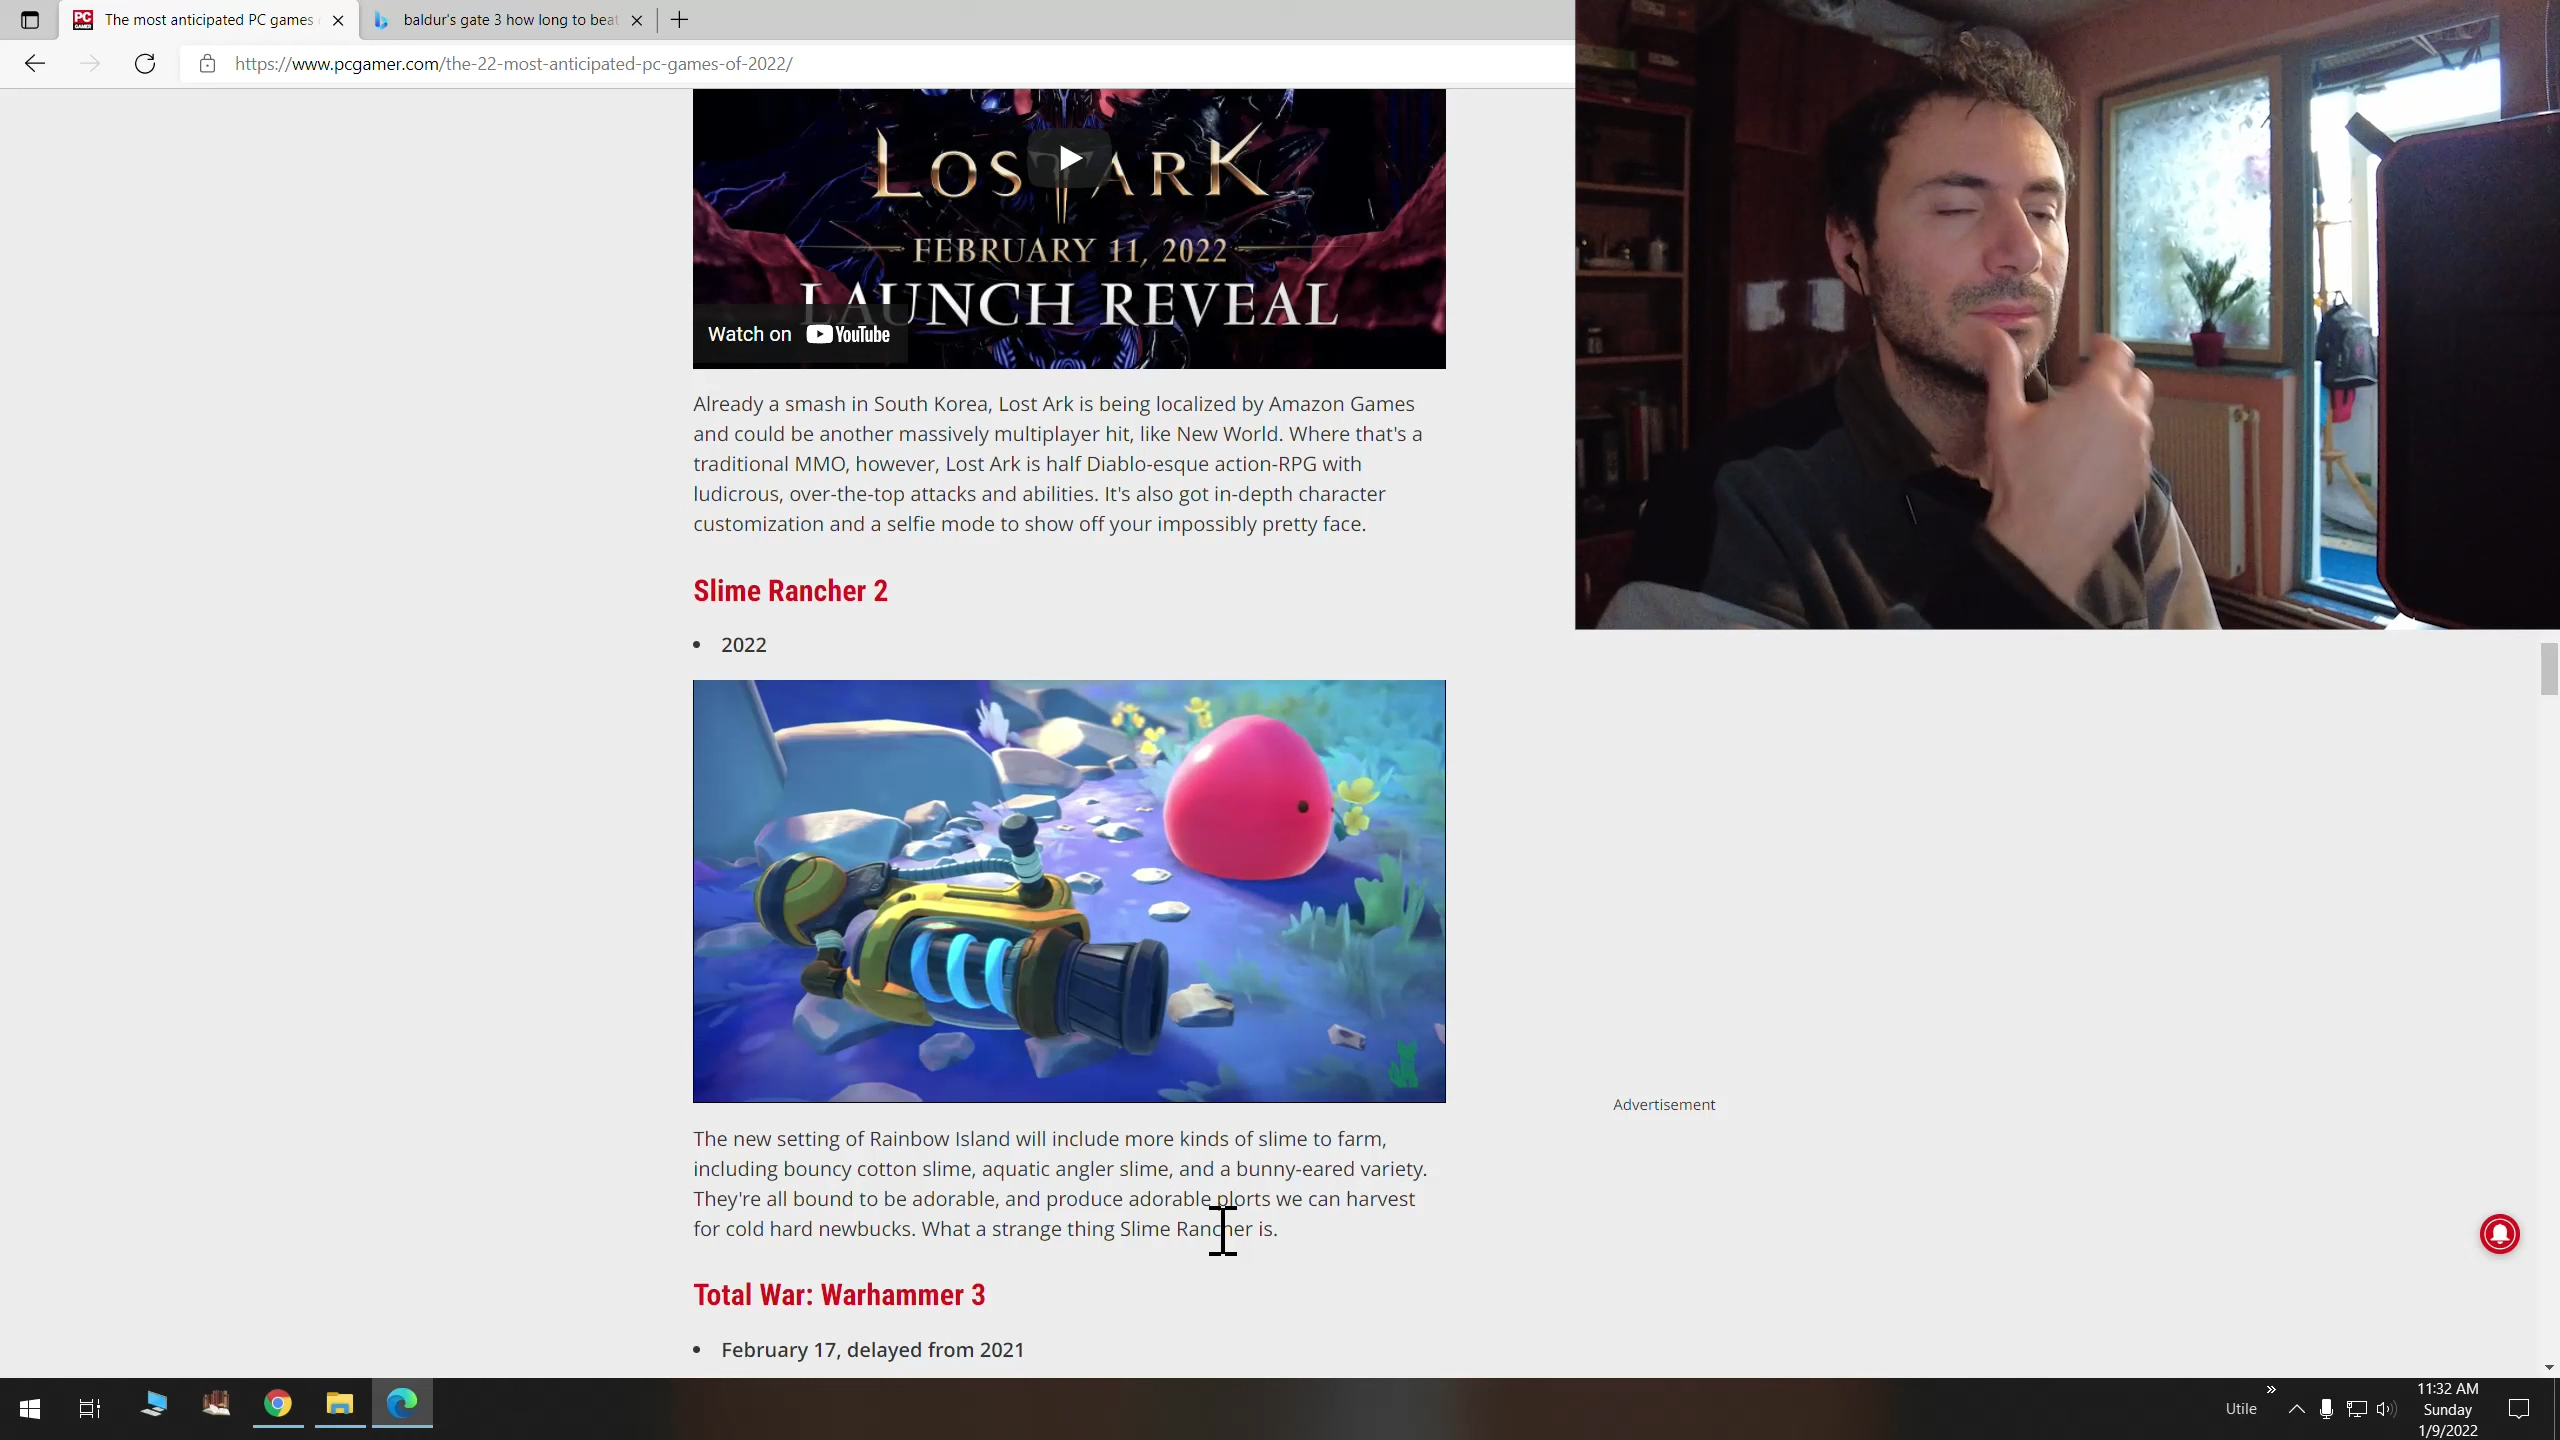 The most anticipated PC games
baldur's gate 3 how long to beat
https://www.pcgamer.com/the-22-most-anticipated-pc-games-of-2022/
PC
GAMER
LOST ARK
FEBRUARY 11, 2022
LAUNCH REVEAL
Watch on YouTube
Already a smash in South Korea, Lost Ark is being localized by Amazon Games
and could be another massively multiplayer hit, like New World. Where that's a
traditional MMO, however, Lost Ark is half Diablo-esque action-RPG with
ludicrous, over-the-top attacks and abilities. It's also got in-depth character
customization and a selfie mode to show off your impossibly pretty face.
Slime Rancher 2
• 2022
The new setting of Rainbow Island will include more kinds of slime to farm,
including bouncy cotton slime, aquatic angler slime, and a bunny-eared variety.
They're all bound to be adorable, and produce adorable plorts we can harvest
for cold hard newbucks. What a strange thing Slime Rancher is.
Advertisement
Total War: Warhammer 3
• February 17, delayed from 2021
Utile
11:32 AM
Sunday
1/9/2022